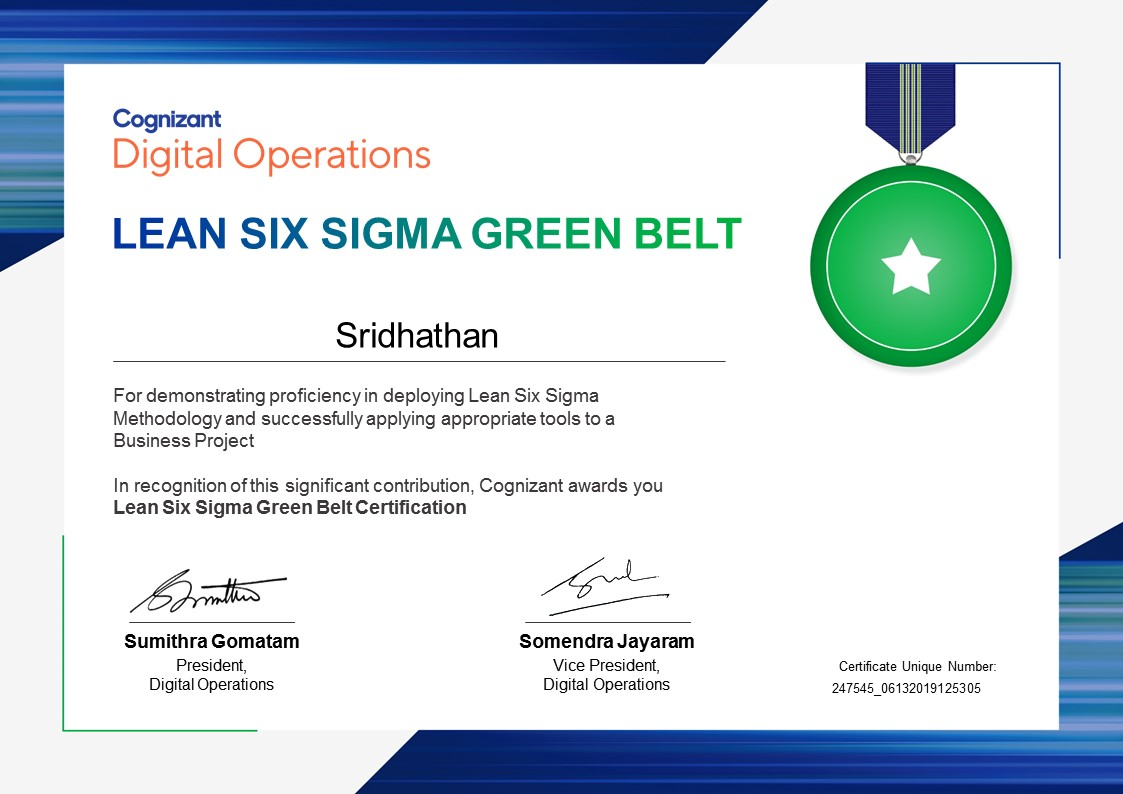 Cognizant
Digital Operations
LEAN SIX SIGMA GREEN BELT
Sridhathan
For demonstrating proficiency in deploying Lean Six Sigma
Methodology and successfully applying appropriate tools to a
Business Project
In recognition of this significant contribution, Cognizant awards you
Lean Six Sigma Green Belt Certification
Sumithra Gomatam
President,
Digital Operations
Somendra Jayaram
Vice President,
Digital Operations
Certificate Unique Number:
247545_06132019125305